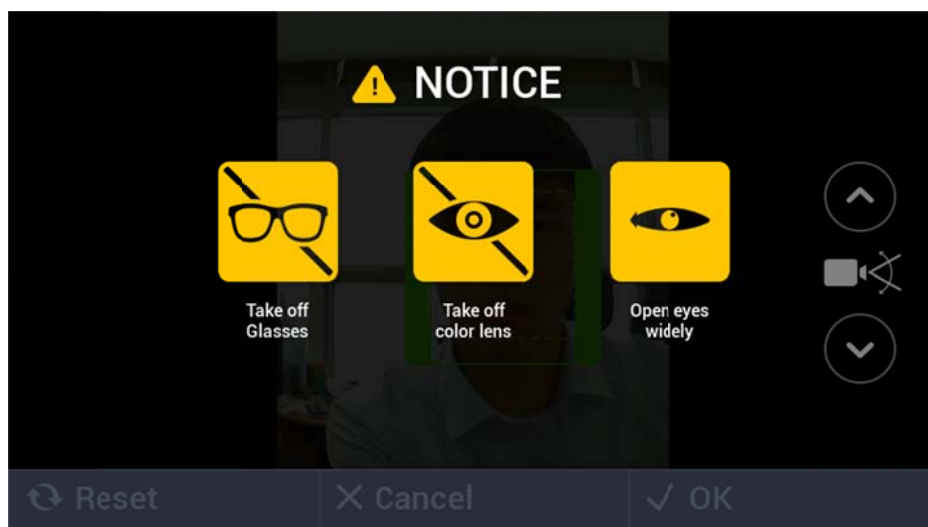 NOTICE
Take off
Glasses
Take off
color lens
Open eyes
widely
Reset
Cancel
OK